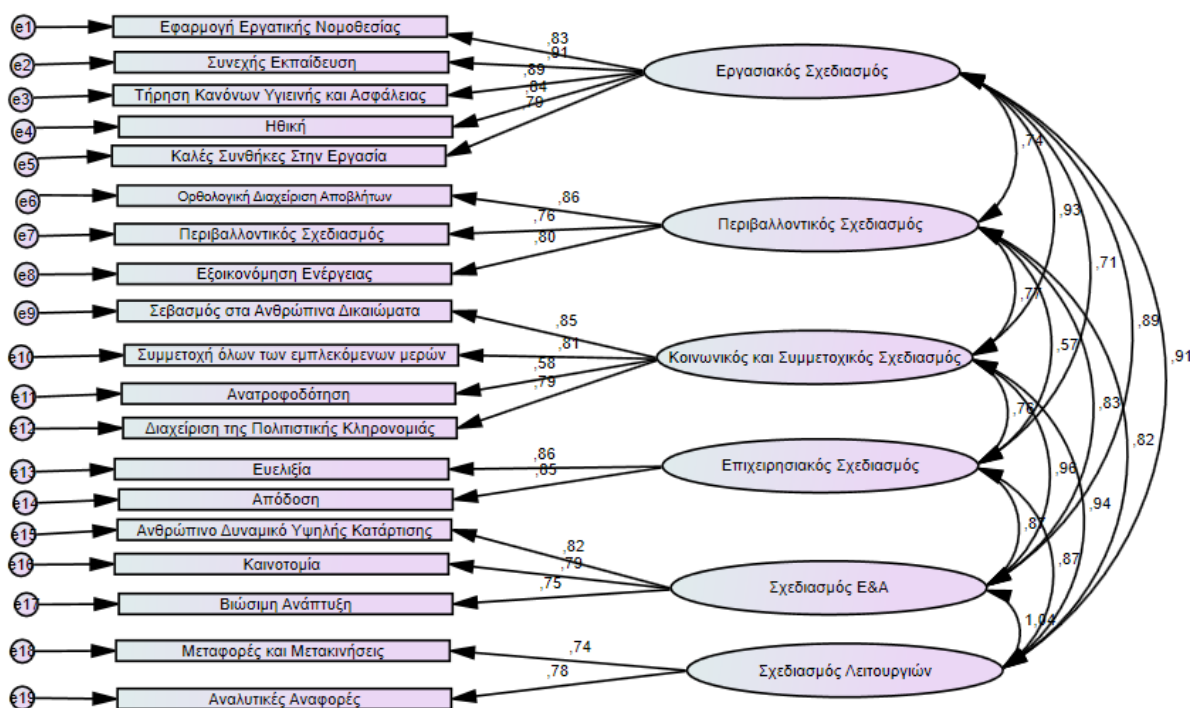 e1
Εφαρμογή Εργατικής Νομοθεσίας
,83
e2
Συνεχής Εκπαίδευση
,91
Εργασιακός Σχεδιασμός
e3
Τήρηση Κανόνων Υγιεινής και Ασφάλειας
,89
e4
Ηθική
,84
e5
Καλές Συνθήκες Στην Εργασία
,79
,74
e6
Ορθολογική Διαχείριση Αποβλήτων
,86
e7
Περιβαλλοντικός Σχεδιασμός
,76
Περιβαλλοντικός Σχεδιασμός
,93
e8
Εξοικονόμηση Ενέργειας
,80
,71
e9
Σεβασμός στα Ανθρώπινα Δικαιώματα
,85
,77
,89
e10
Συμμετοχή όλων των εμπλεκόμενων μερών
,81
Κοινωνικός και Συμμετοχικός Σχεδιασμός
,57
,91
e11
Ανατροφοδότηση
,58
e12
Διαχείριση της Πολιτιστικής Κληρονομιάς
,79
,76
,83
,82
e13
Ευελιξία
,86
Επιχειρησιακός Σχεδιασμός
,96
e14
Απόδοση
,85
,94
e15
Ανθρώπινο Δυναμικό Υψηλής Κατάρτισης
,82
,87
e16
Καινοτομία
,79
Σχεδιασμός Ε&Α
,87
e17
Βιώσιμη Ανάπτυξη
,75
1,04
e18
Μεταφορές και Μετακινήσεις
,74
Σχεδιασμός Λειτουργιών
e19
Αναλυτικές Αναφορές
,78